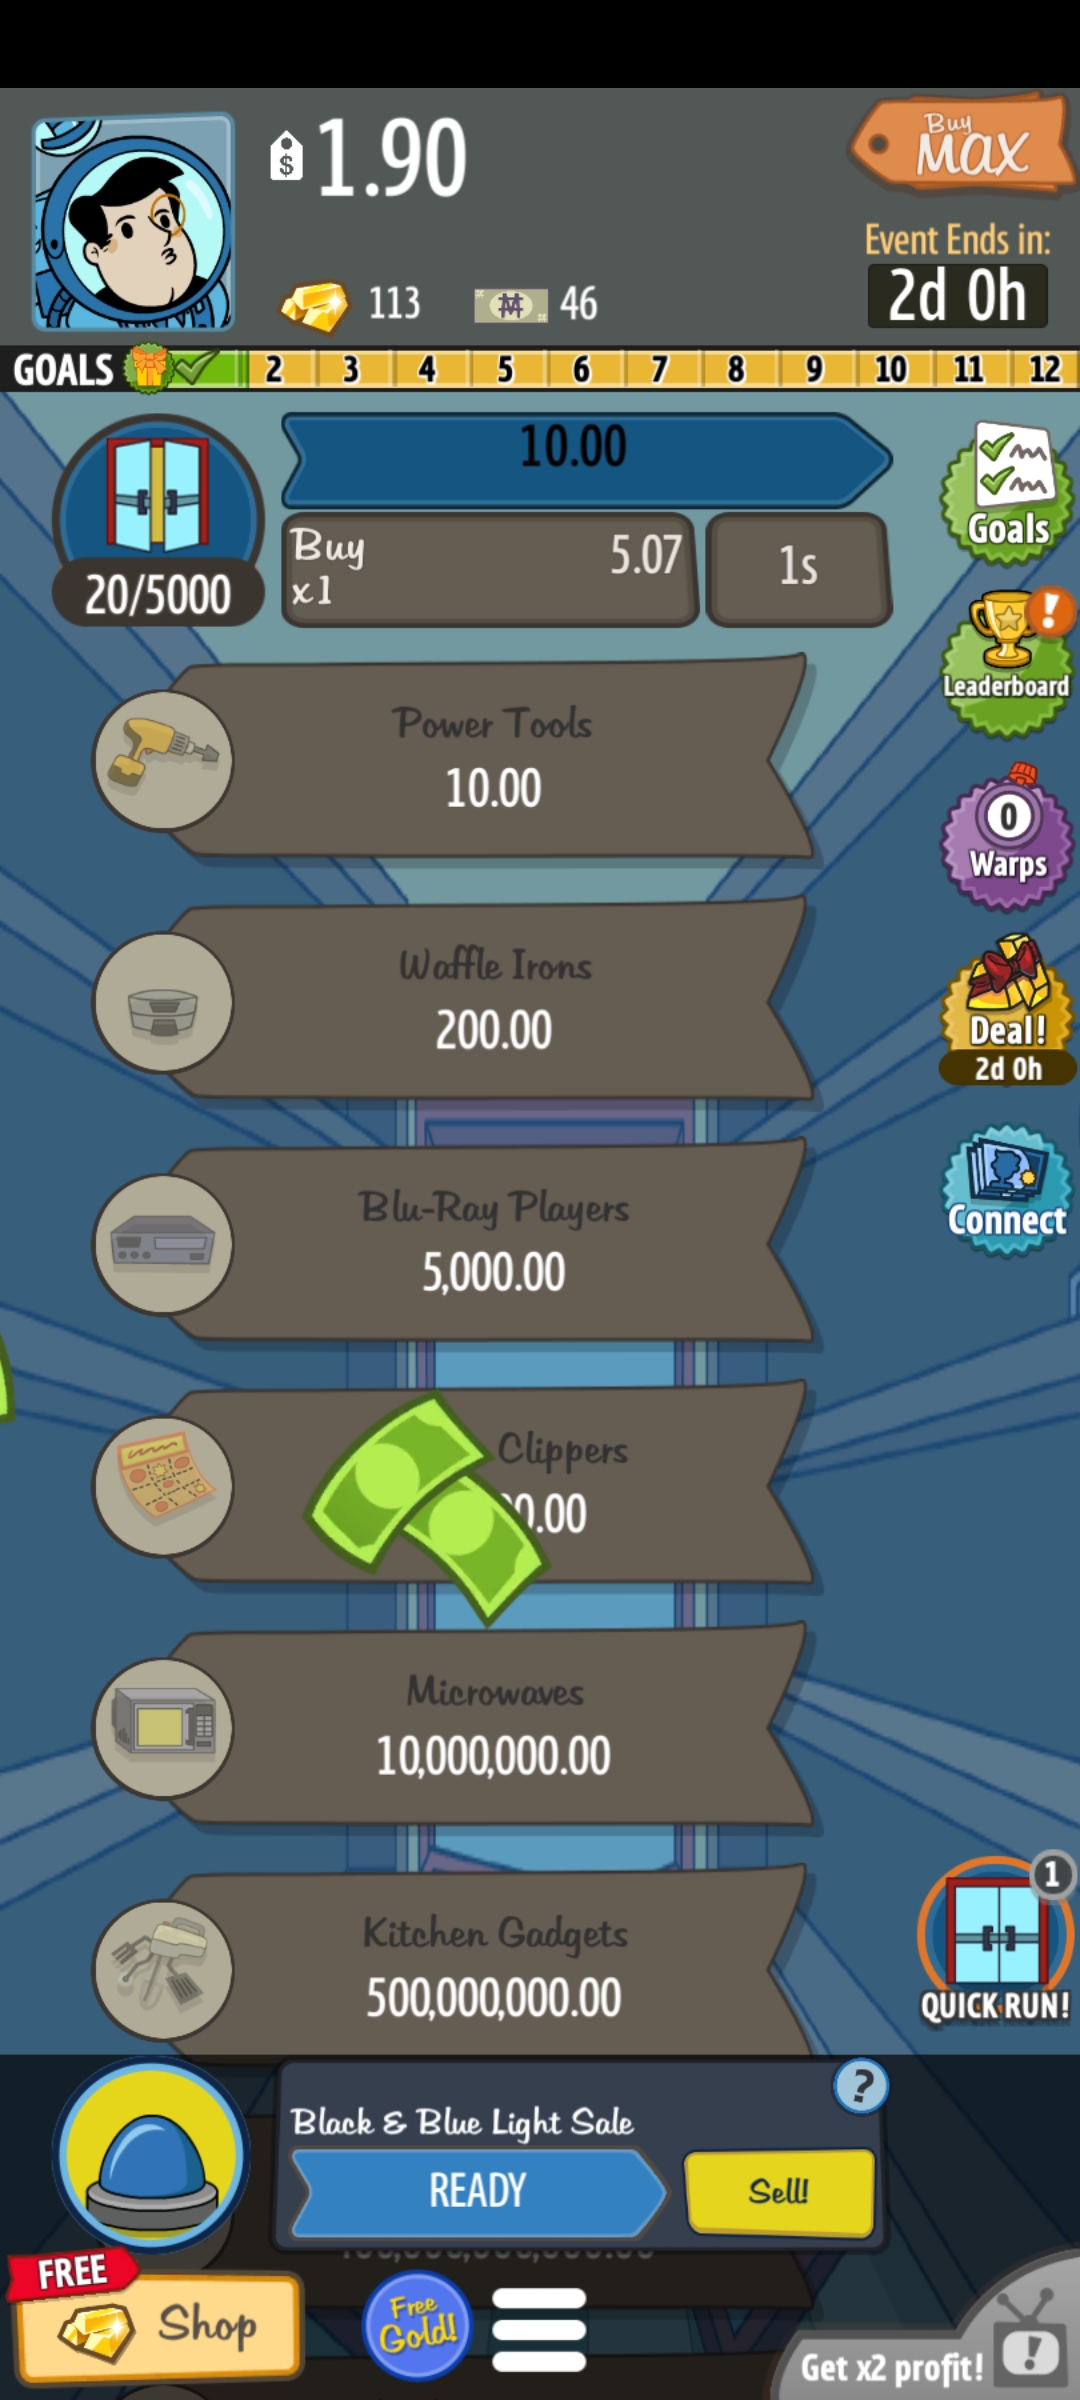 $ 1.90
Buy
MAX
113
46
Event Ends in:
2d 0h
GOALS 2 3 4 5 6 7 8 9 10 11 12
10.00
Buy
x1
5.07
1s
20/5000
Goals
Power Tools
10.00
!
Leaderboard
0
Warps
Waffle Irons
200.00
Deal!
2d 0h
Blu-Ray Players
5,000.00
Connect
Clippers
0.00
Microwaves
10,000,000.00
Kitchen Gadgets
500,000,000.00
1
QUICK RUN!
Black & Blue Light Sale
?
READY
Sell!
FREE
Shop
Free
Gold!
Get x2 profit!
!